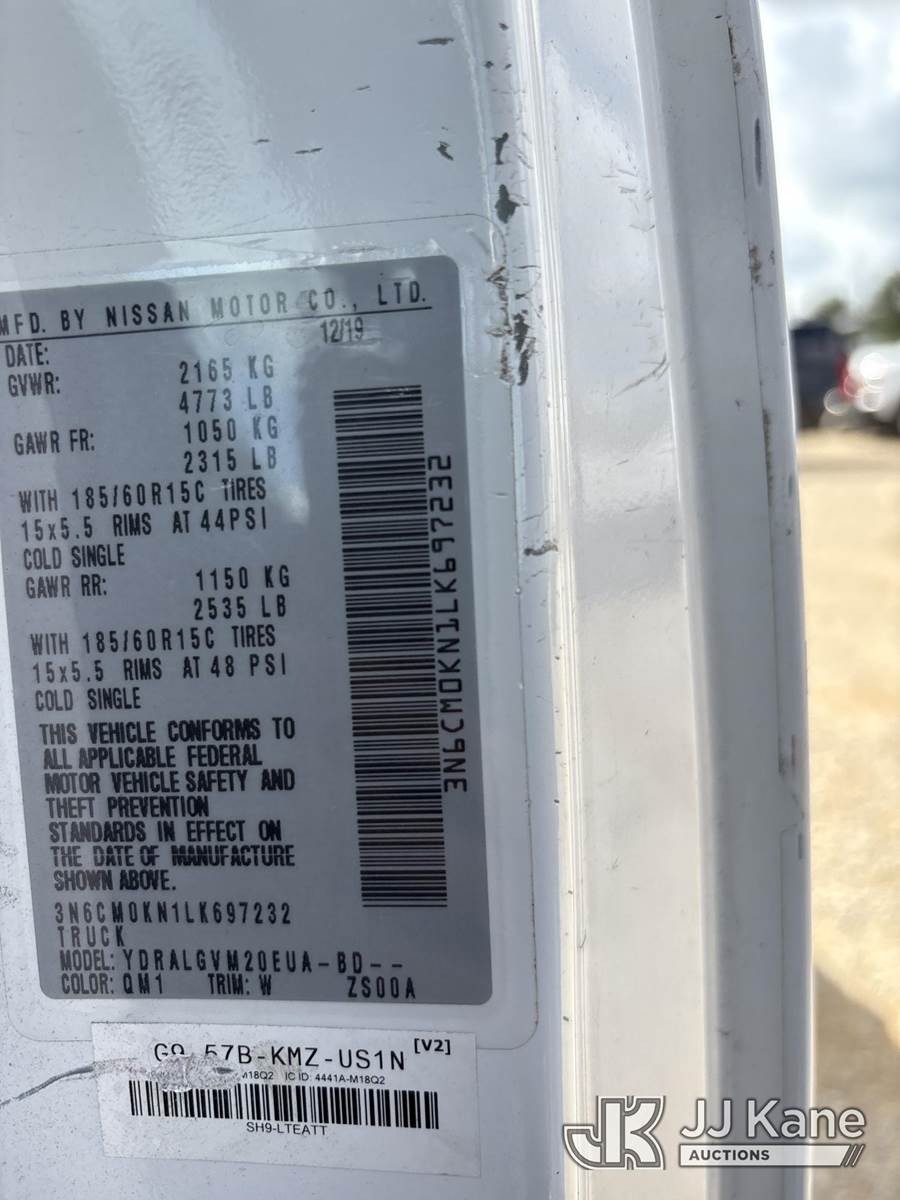 MFD. BY NISSAN MOTOR CO., LTD.
DATE: 12/19
GVWR: 2165 KG
4773 LB
GAWR FR: 1050 KG
2315 LB
WITH 185/60R15C TIRES
15x5.5 RIMS AT 44PSI
COLD SINGLE
GAWR RR: 1150 KG
2535 LB
WITH 185/60R15C TIRES
15x5.5 RIMS AT 48 PSI
COLD SINGLE
THIS VEHICLE CONFORMS TO
ALL APPLICABLE FEDERAL
MOTOR VEHICLE SAFETY AND
THEFT PREVENTION
STANDARDS IN EFFECT ON
THE DATE OF MANUFACTURE
SHOWN ABOVE.
3N6CM0KN1LK697232
TRUCK
MODEL: YDRALGVM20EUA-BD--
COLOR: QM1 TRIM: W ZS00A
3N6CM0KN1LK697232
57B-KMZ-US1N [V2]
IC ID: 4441A-M18Q2
SH9-LTEATT
JK JJ Kane
AUCTIONS